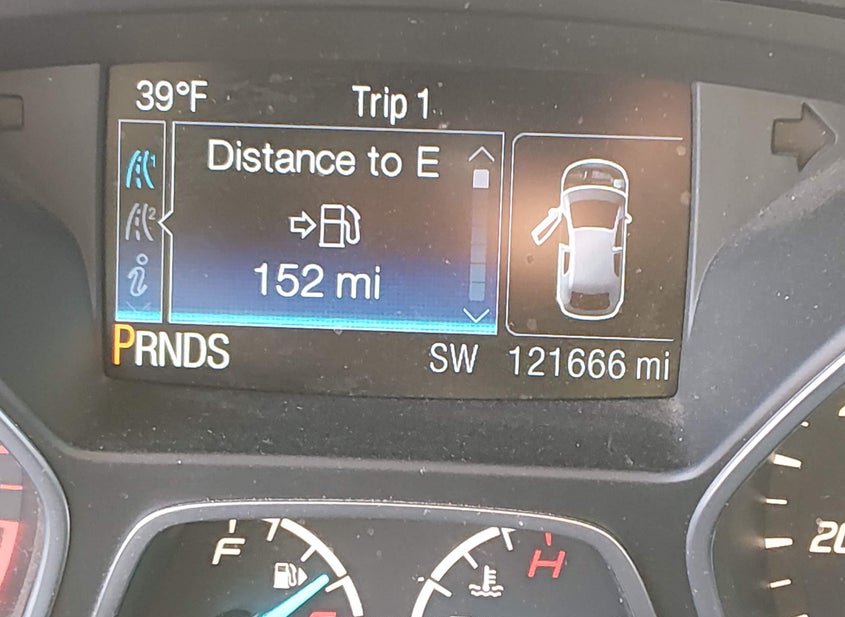 39°F Trip 1
Distance to E
152 mi
PRNDS SW 121666 mi
F H